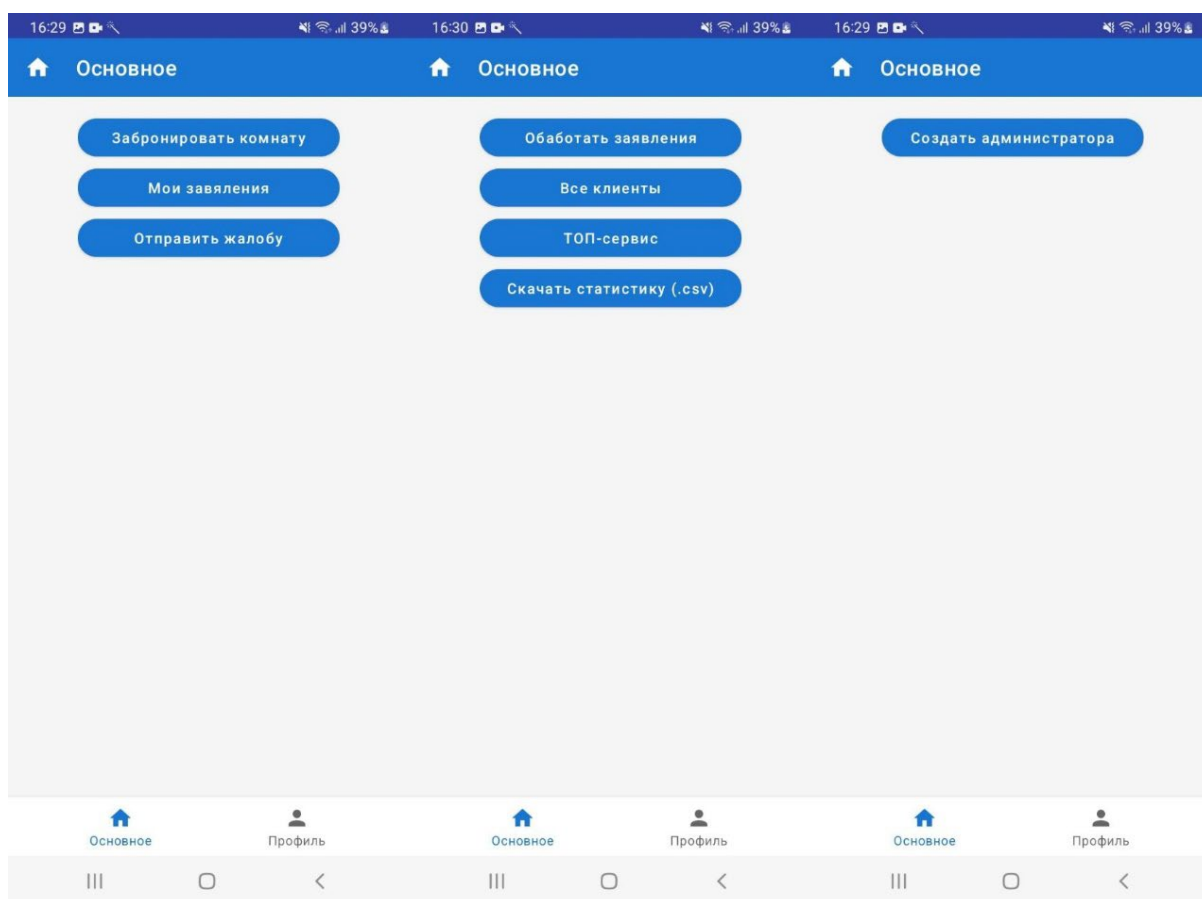 16:29
39%
Основное
Забронировать комнату
Мои завяления
Отправить жалобу
Основное
Профиль
16:30
39%
Основное
Обаботать заявления
Все клиенты
ТОП-сервис
Скачать статистику (.csv)
Основное
Профиль
16:29
39%
Основное
Создать администратора
Основное
Профиль